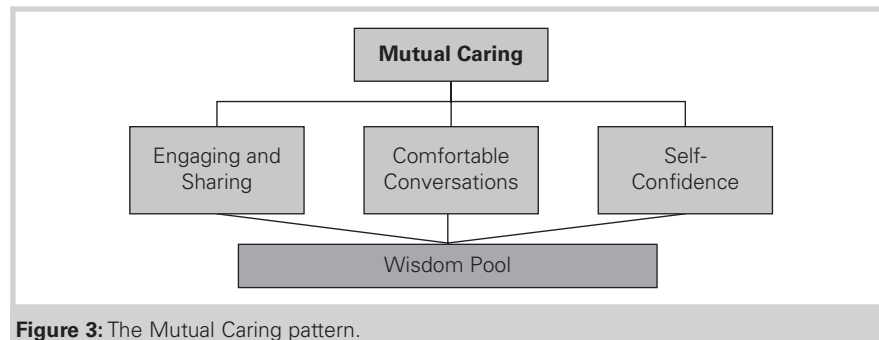 Mutual Caring
Engaging and
Sharing
Comfortable
Conversations
Self-
Confidence
Wisdom Pool
Figure 3: The Mutual Caring pattern.